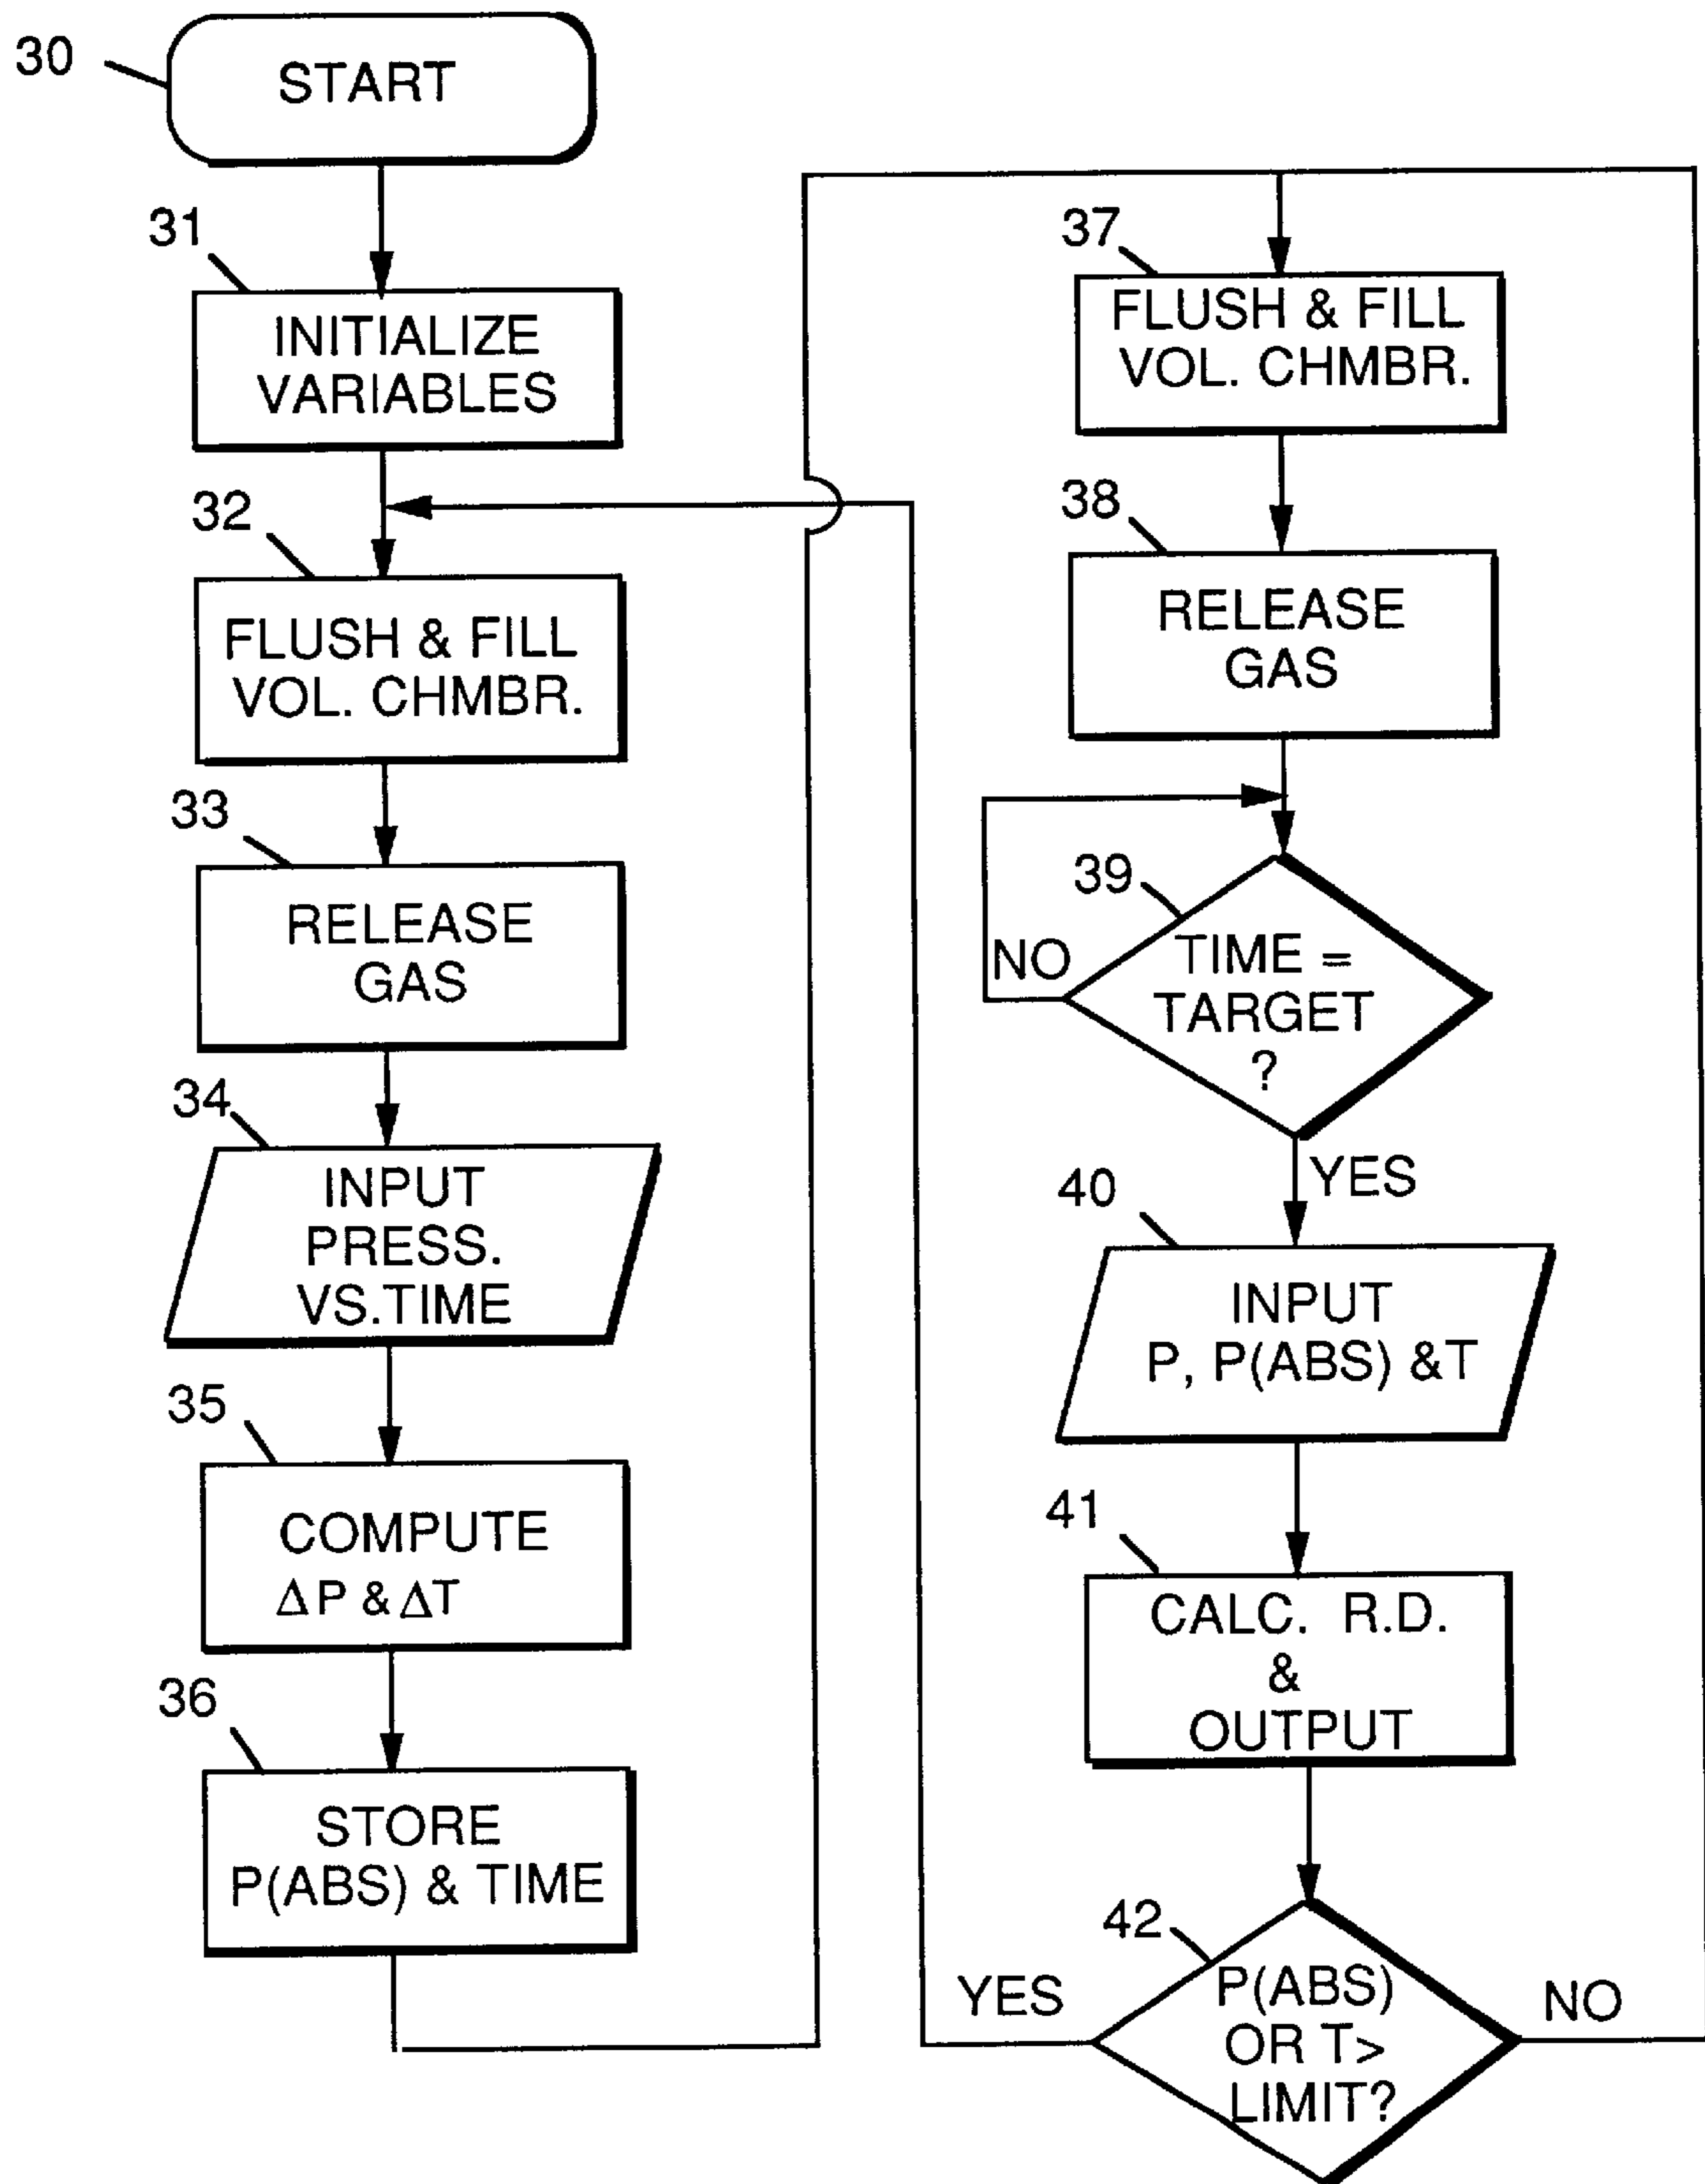 30
START
31
INITIALIZE
VARIABLES
32
FLUSH & FILL
VOL. CHMBR.
33
RELEASE
GAS
34
INPUT
PRESS.
VS.TIME
35
COMPUTE
ΔP & ΔT
36
STORE
P(ABS) & TIME
37
FLUSH & FILL
VOL. CHMBR.
38
RELEASE
GAS
39
NO
TIME =
TARGET
?
YES
40
INPUT
P, P(ABS) &T
41
CALC. R.D.
&
OUTPUT
42
YES
P(ABS)
OR T>
LIMIT?
NO